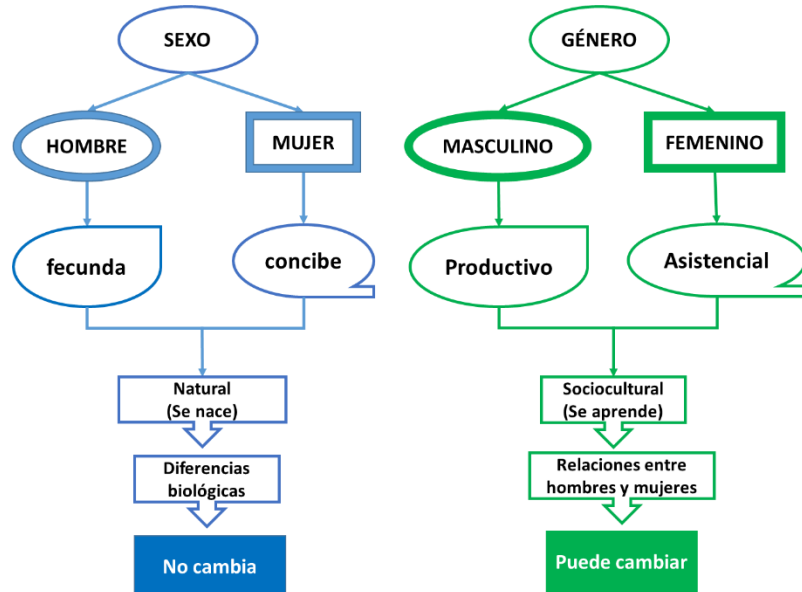 SEXO
HOMBRE
MUJER
fecunda
concibe
Natural
(Se nace)
Diferencias
biológicas
No cambia
GÉNERO
MASCULINO
FEMENINO
Productivo
Asistencial
Sociocultural
(Se aprende)
Relaciones entre
hombres y mujeres
Puede cambiar